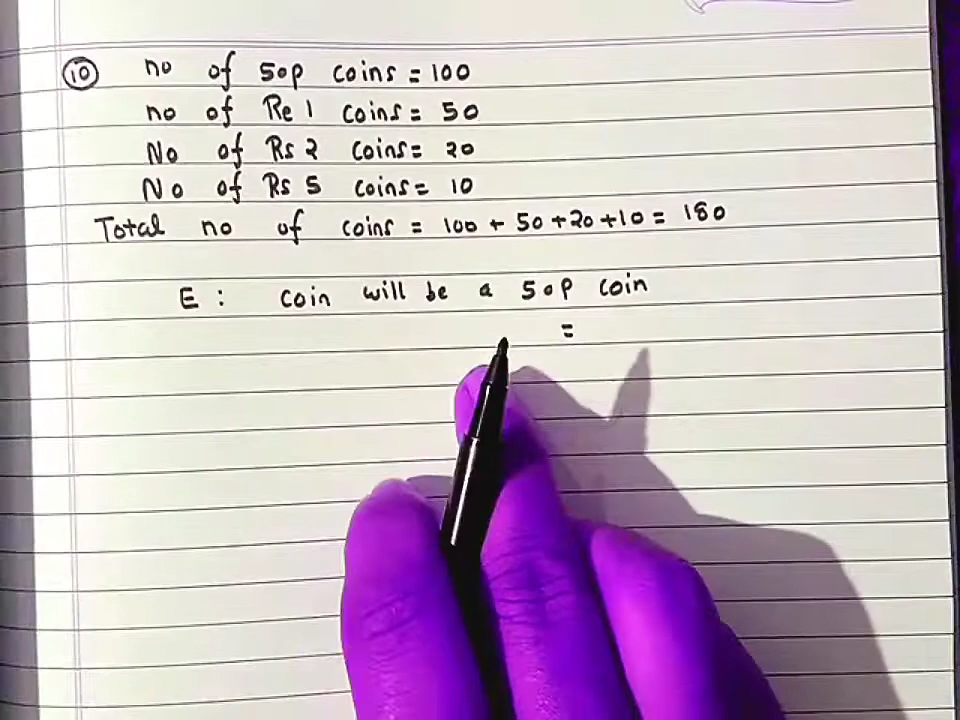 10 no of 50p coins = 100
no of Re 1 coins = 50
No of Rs 2 coins = 20
No of Rs 5 coins = 10
Total no of coins = 100 + 50 + 20 + 10 = 180
E : coin will be a 50p coin
=